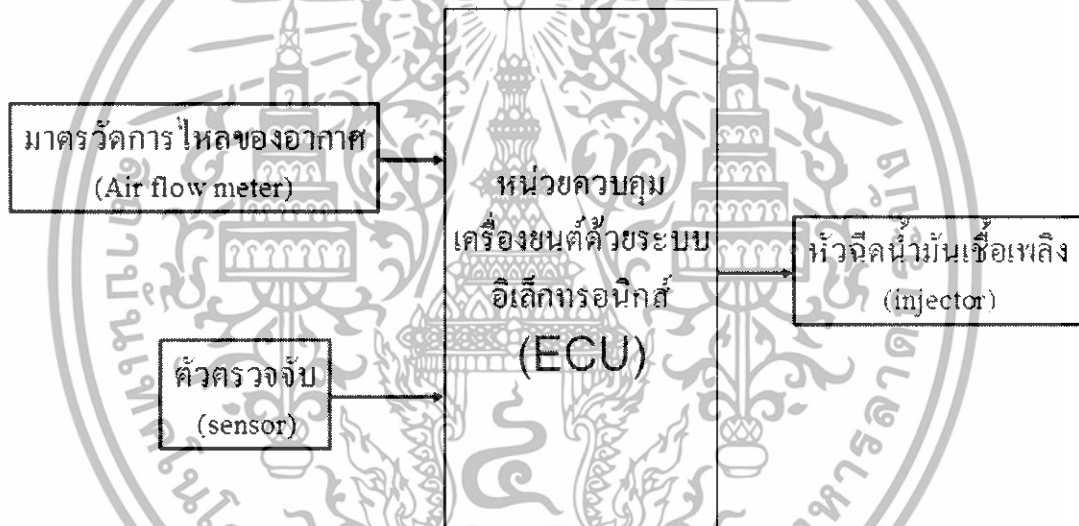 มาตรวัดการไหลของอากาศ
(Air flow meter)
ตัวตรวจจับ
(sensor)
หน่วยควบคุม
เครื่องยนต์ด้วยระบบ
อิเล็กทรอนิกส์
(ECU)
หัวฉีดน้ำมันเชื้อเพลิง
(injector)